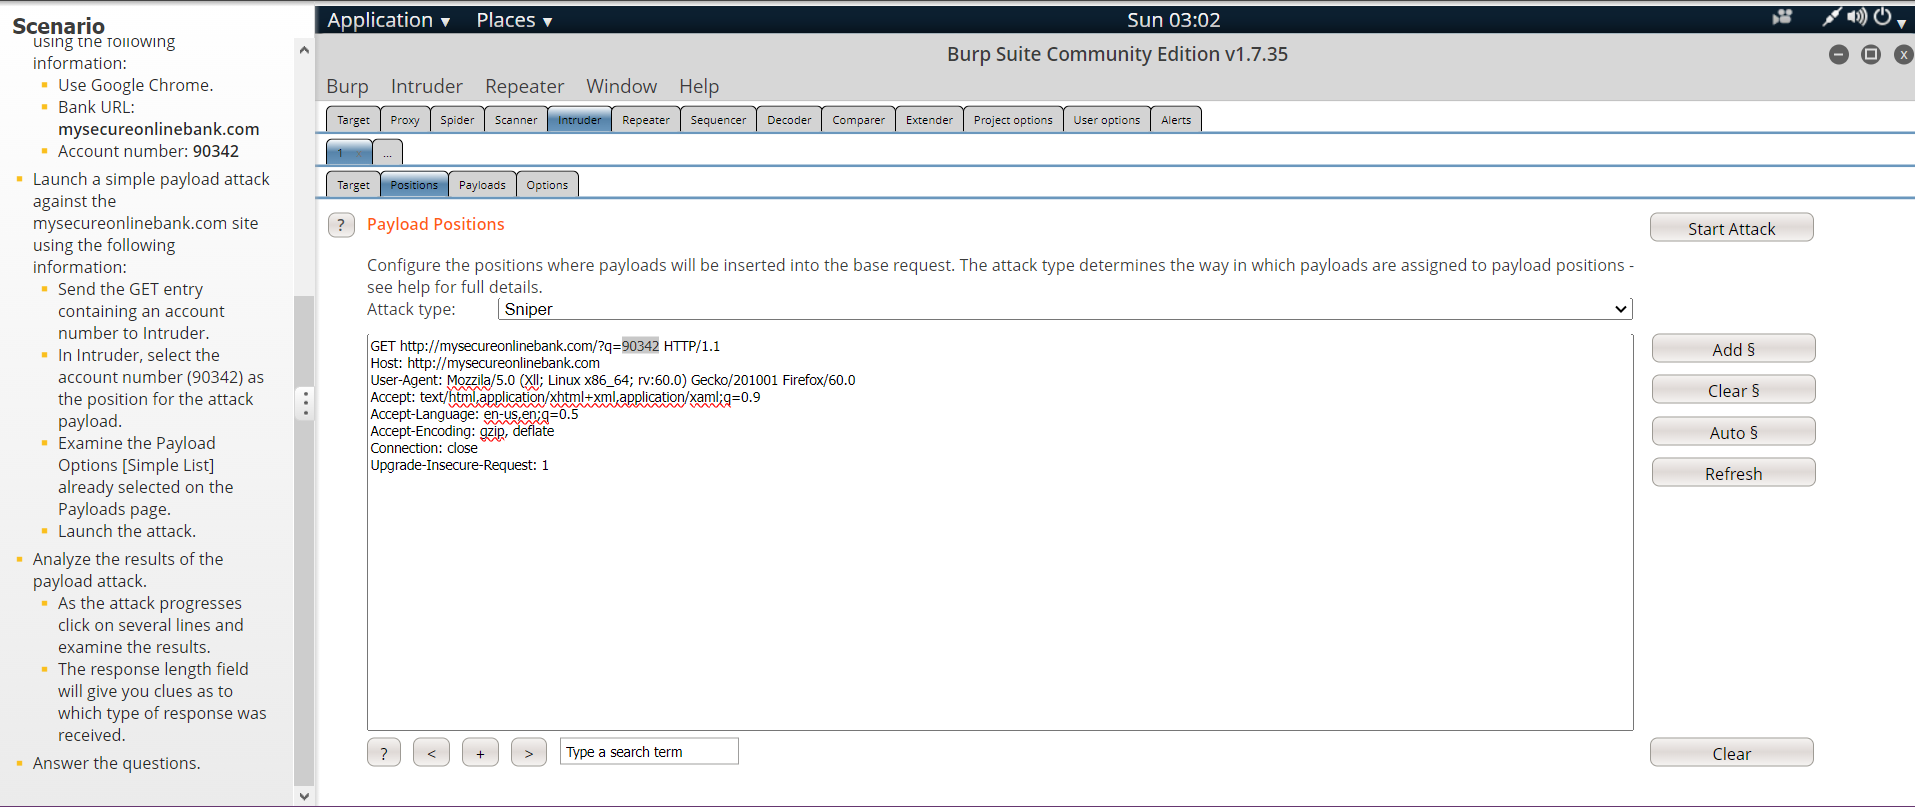 Scenario
using the following
information:
Use Google Chrome.
Bank URL:
mysecureonlinebank.com
Account number: 90342
Launch a simple payload attack
against the
mysecureonlinebank.com site
using the following
information:
Send the GET entry
containing an account
number to Intruder.
In Intruder, select the
account number (90342) as
the position for the attack
payload.
Examine the Payload
Options [Simple List]
already selected on the
Payloads page.
Launch the attack.
Analyze the results of the
payload attack.
As the attack progresses
click on several lines and
examine the results.
The response length field
will give you clues as to
which type of response was
received.
Answer the questions.
Application Places Sun 03:02
Burp Suite Community Edition v1.7.35
Burp Intruder Repeater Window Help
Target Proxy Spider Scanner Intruder Repeater Sequencer Decoder Comparer Extender Project options User options Alerts
1 ...
Target Positions Payloads Options
? Payload Positions Start Attack
Configure the positions where payloads will be inserted into the base request. The attack type determines the way in which payloads are assigned to payload positions -
see help for full details.
Attack type: Sniper
GET http://mysecureonlinebank.com/?q=90342 HTTP/1.1
Host: http://mysecureonlinebank.com
User-Agent: Mozzila/5.0 (Xll; Linux x86_64; rv:60.0) Gecko/201001 Firefox/60.0
Accept: text/html,application/xhtml+xml,application/xaml;q=0.9
Accept-Language: en-us,en;q=0.5
Accept-Encoding: gzip, deflate
Connection: close
Upgrade-Insecure-Request: 1
Add §
Clear §
Auto §
Refresh
? < + > Type a search term Clear